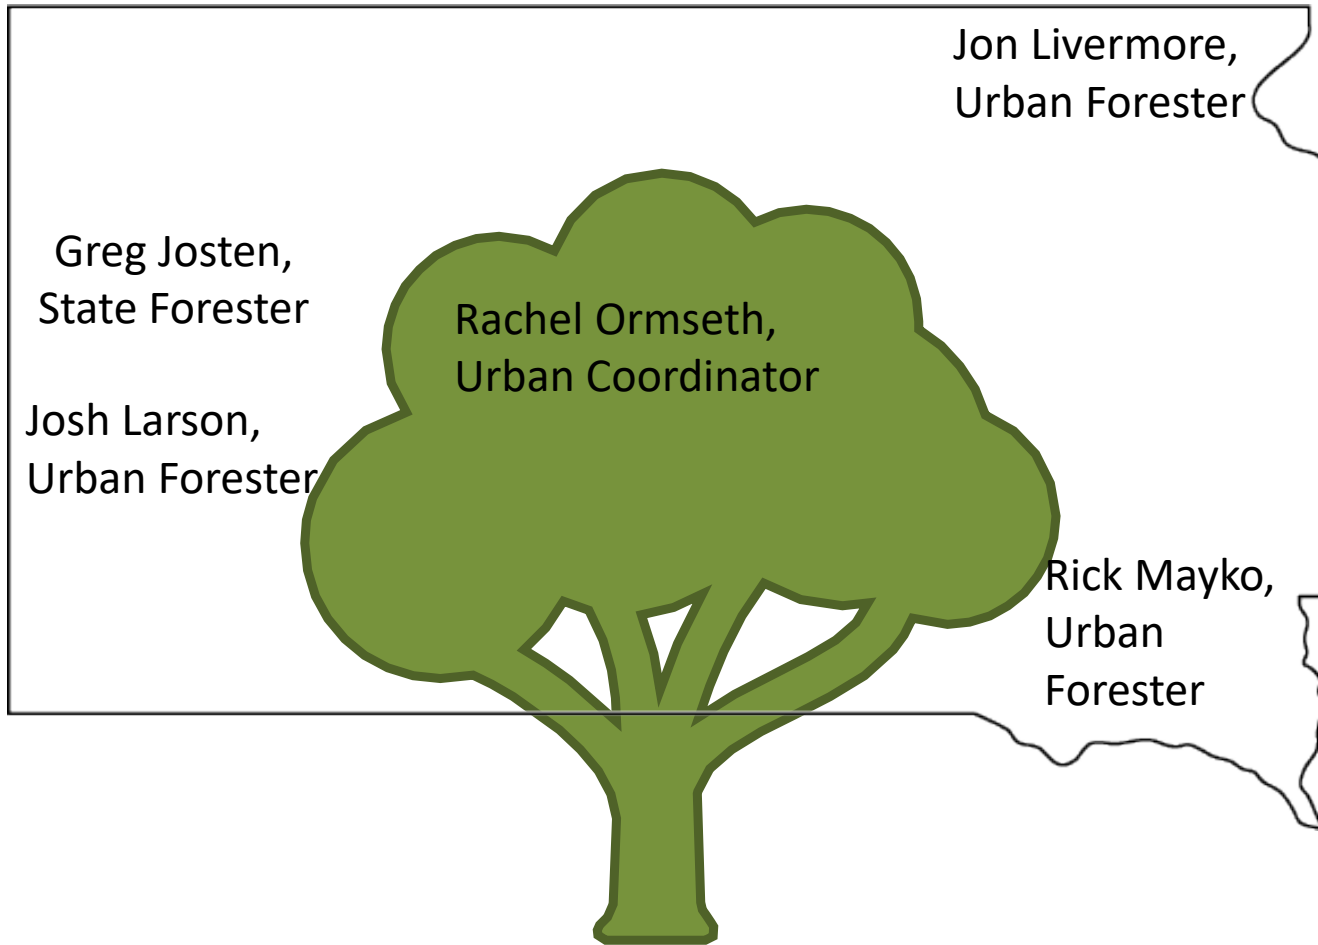 Jon Livermore,
Urban Forester
Greg Josten,
State Forester
Rachel Ormseth,
Urban Coordinator
Josh Larson,
Urban Forester
Rick Mayko,
Urban
Forester